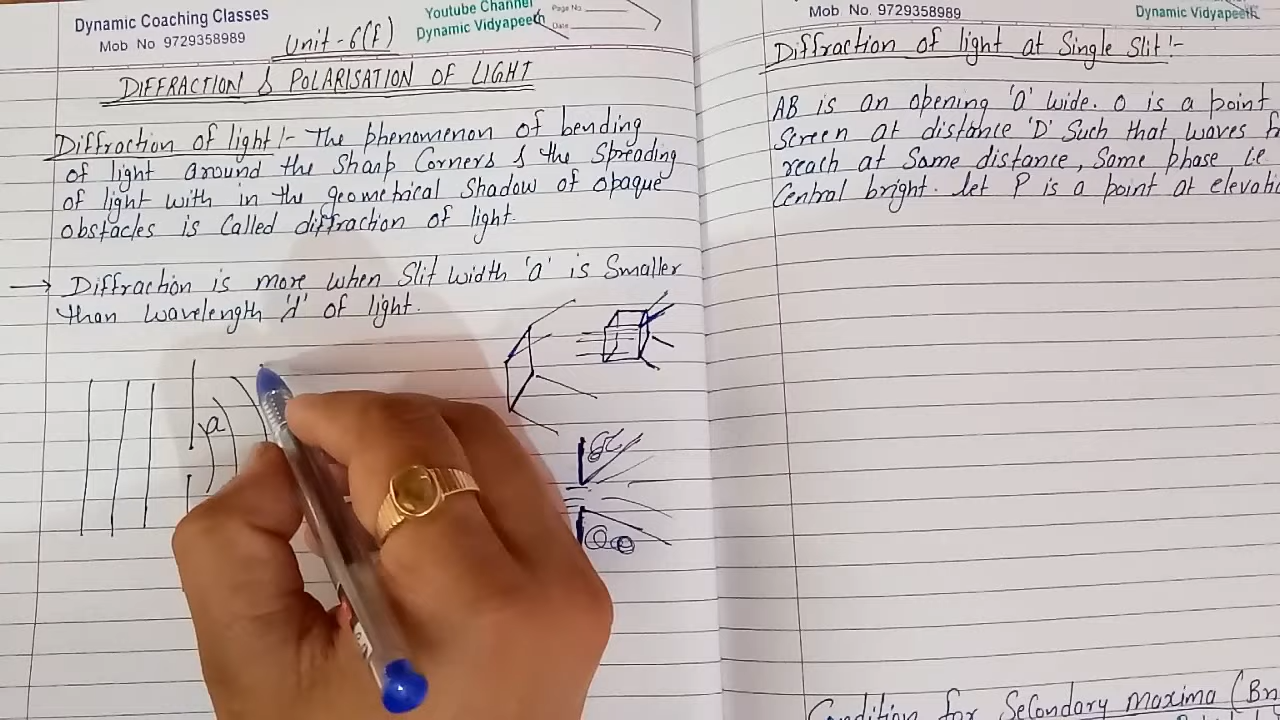 Dynamic Coaching Classes
Mob No 9729358989
Youtube Channel
Dynamic Vidyapeeth
Page No
Date
Unit-6(f)
DIFFRACTION & POLARISATION OF LIGHT
Diffraction of light!- The phenomenon of bending
of light around the Sharp Corners & the Spreading
of light with in the geometrical Shadow of opaque
obstacles is Called diffraction of light.
→ Diffraction is more when Slit width 'a' is Smaller
than wavelength 'λ' of light.
a
Mob No. 9729358989
Dynamic Vidyapeeth
Diffraction of light at Single Slit!-
AB is an opening 'a' wide. O is a point
Screen at distance 'D' Such that waves
reach at Same distance, Same phase i.e
Central bright. Let P is a point at
Condition for Secondary maxima